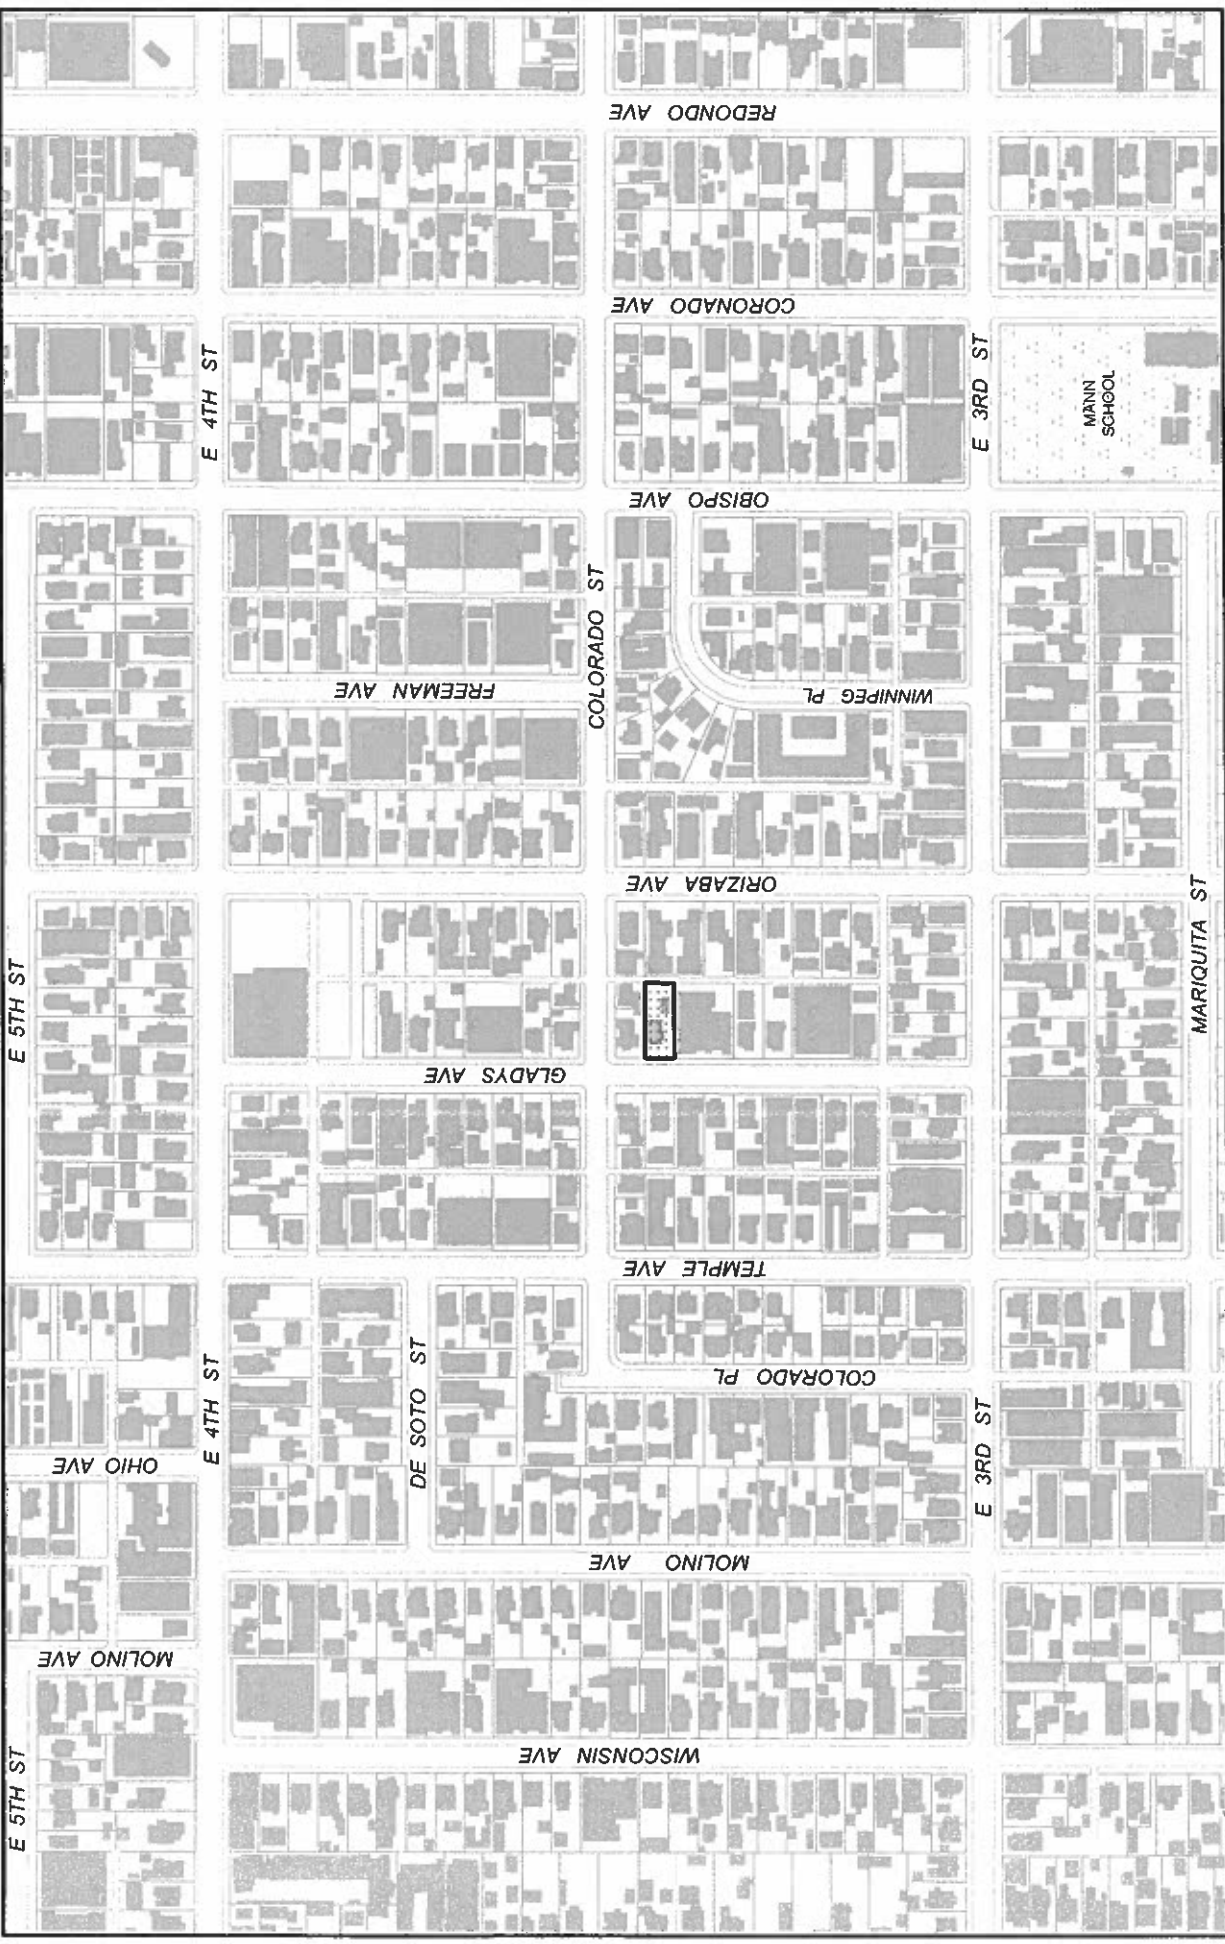 REDONDO AVE
CORONADO AVE
E 4TH ST
E 3RD ST
MANN
SCHOOL
OBISPO AVE
COLORADO ST
FREEMAN AVE
WINNIPEG PL
ORIZABA AVE
MARIQUITA ST
E 5TH ST
GLADYS AVE
TEMPLE AVE
COLORADO PL
DE SOTO ST
E 4TH ST
E 3RD ST
OHIO AVE
MOLINO AVE
MOLINO AVE
WISCONSIN AVE
E 5TH ST